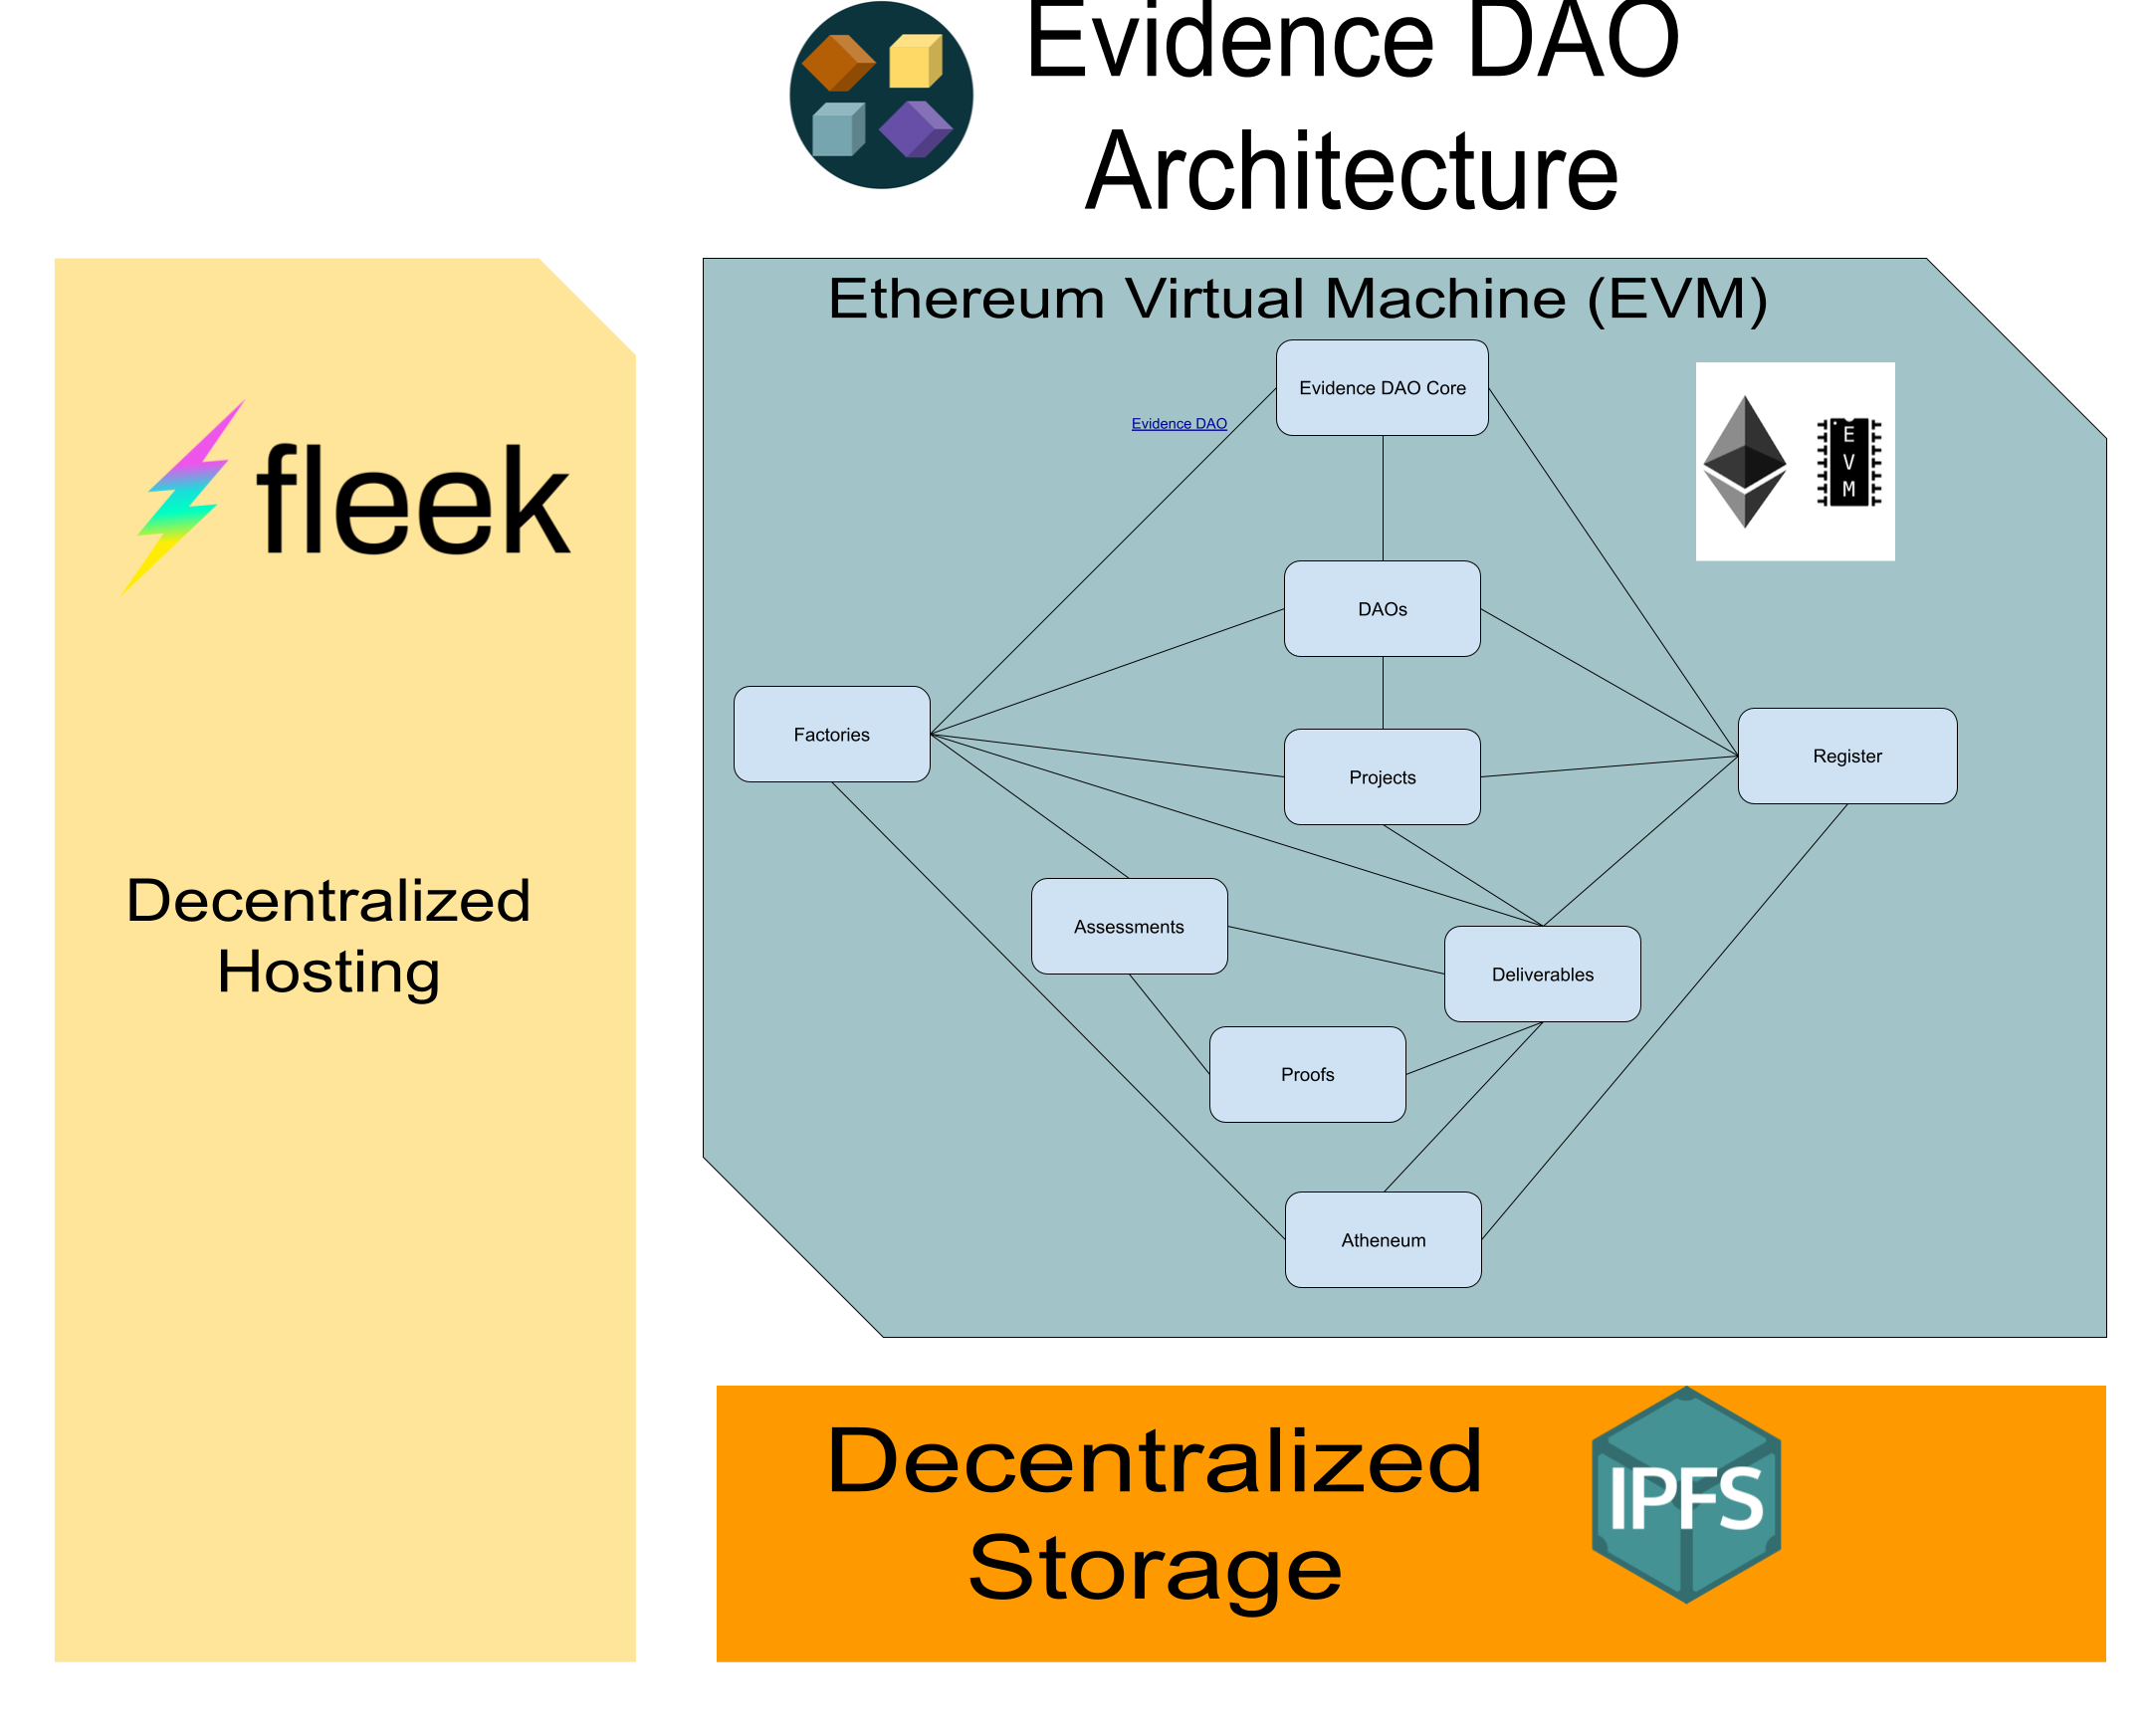 Evidence DAO
Architecture
Ethereum Virtual Machine (EVM)
Evidence DAO Core
Evidence DAO
E
V
M
fleek
DAOs
Factories
Register
Projects
Decentralized
Hosting
Assessments
Deliverables
Proofs
Atheneum
Decentralized
Storage
IPFS